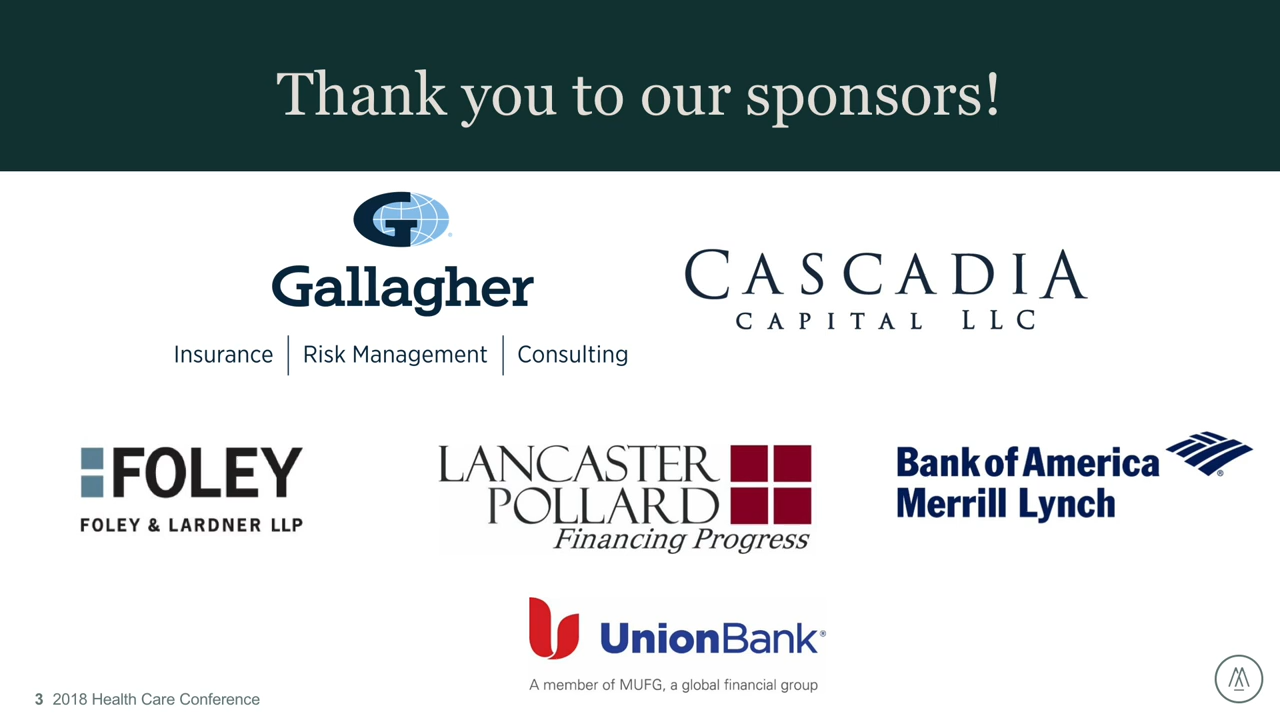 Thank you to our sponsors!
G
Gallagher
Insurance | Risk Management | Consulting
CASCADIA
CAPITAL LLC
FOLEY
FOLEY & LARDNER LLP
LANCASTER
POLLARD
Financing Progress
Bank of America
Merrill Lynch
UnionBank®
A member of MUFG, a global financial group
3 2018 Health Care Conference